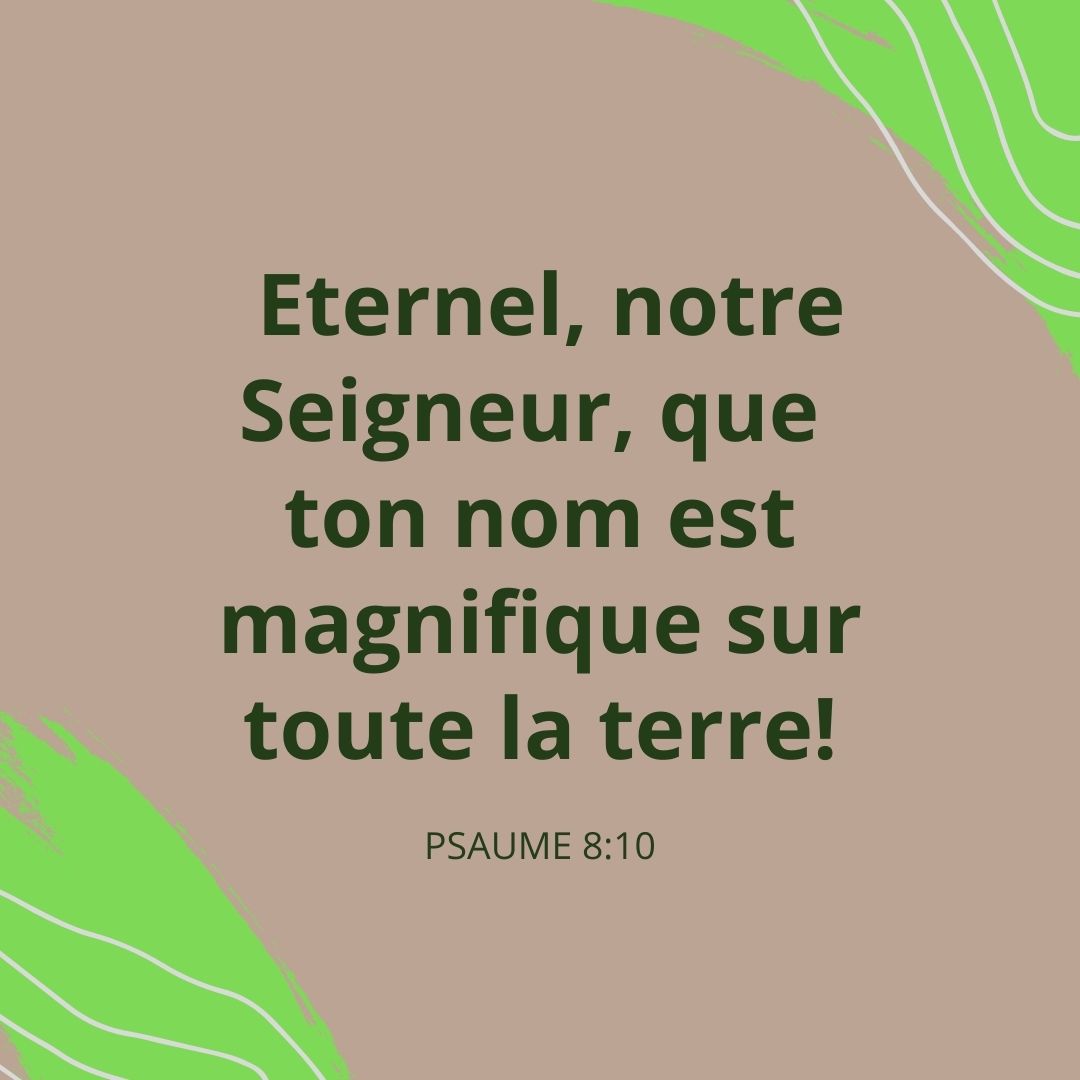 Eternel, notre
Seigneur, que
ton nom est
magnifique sur
toute la terre!
PSAUME 8:10